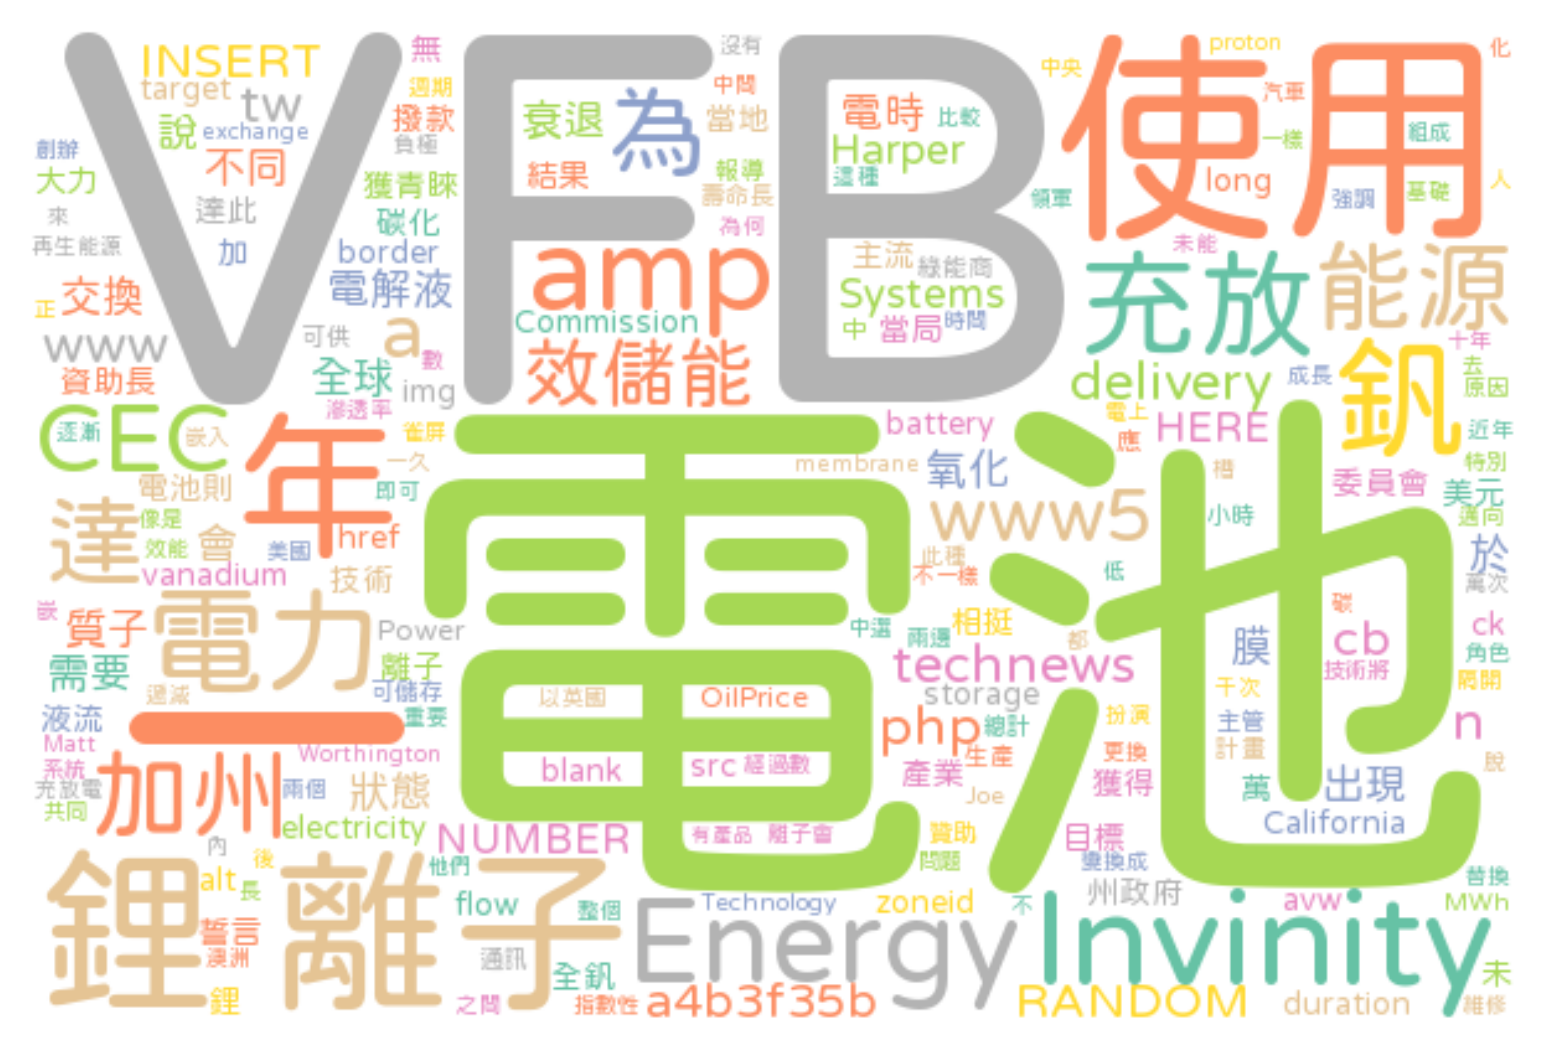 VFB
使用
INSERT
target
tw
說
exchange
不同
創辦
大力
來
達此
再生能源
加
無
週期
撥款
負極
獲青睞
碳化
border
電解液
衰退
為
結果
沒有
中間
當地
報導
壽命長
為何
電時
比較
Harper
這種
領軍
long
proton
中央
汽車
一樣
化
組成
強調
基礎
人
未能
正
交換
www
資助長
可供
a
數
全球
img
滲透率
amp
Commission
效儲能
主流
綠能商
Systems
中
當局
時間
充放
能源
delivery
成長
釩
十年
去
原因
CEC
逐漸
嵌入
年
雀屏
一久
即可
電池則
達
像是
效能
會
美國
href
vanadium
技術
電池
battery
membrane
氧化
www5
此種
不一樣
電上
應
HERE
槽
小時
低
委員會
近年
特別
美元
邁向
於
萬次
嵌
質子
電力
Power
離子
可儲存
重要
需要
過減
液流
Matt
系統
一
Worthington
充放電
共同
加州
兩個
狀態
electricity
NUMBER
以英國
OilPrice
blank
src
經過數
有產品
離子會
中選
兩邊
相挺
都
technews
storage
php
總計
生產
產業
Joe
贊助
問題
膜
碳
cb
技術將
ck
角色
千次
隔開
扮演
主管
計畫
更換
n
獲得
萬
出現
脫
California
目標
變換成
內
後
他們
鋰離子
alt
長
誓言
澳洲
鋰
flow
整個
通訊
全釩
之間
指數性
Technology
zoneid
不
州政府
avw
替換
MWh
Energy
Invinity
未
a4b3f35b
RANDOM
duration
維修